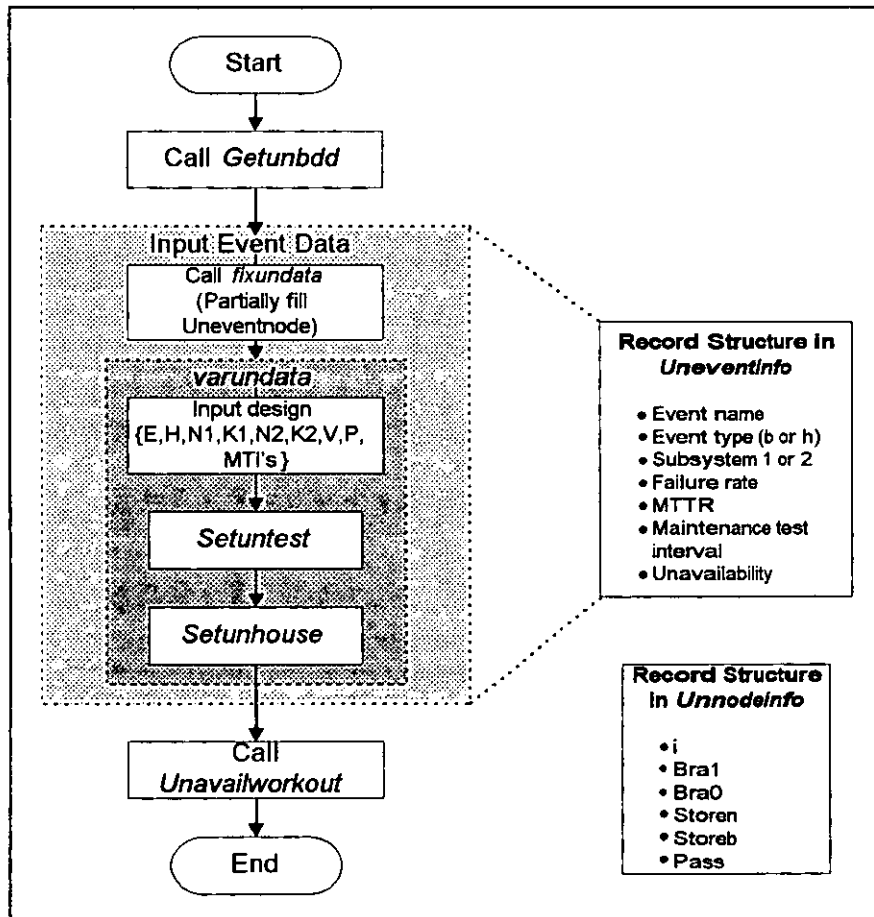 Start
Call Getunbdd
Input Event Data
Call fixundata
(Partially fill
Uneventnode)
varundata
Input design
{E,H,N1,K1,N2,K2,V,P,
MTI's }
Setuntest
Setunhouse
Call
Unavailworkout
End
Record Structure in
Uneventinfo
• Event name
• Event type (b or h)
• Subsystem 1 or 2
• Failure rate
• MTTR
• Maintenance test
interval
• Unavailability
Record Structure
in Unnodeinfo
• i
• Bra1
• Bra0
• Storen
• Storeb
• Pass